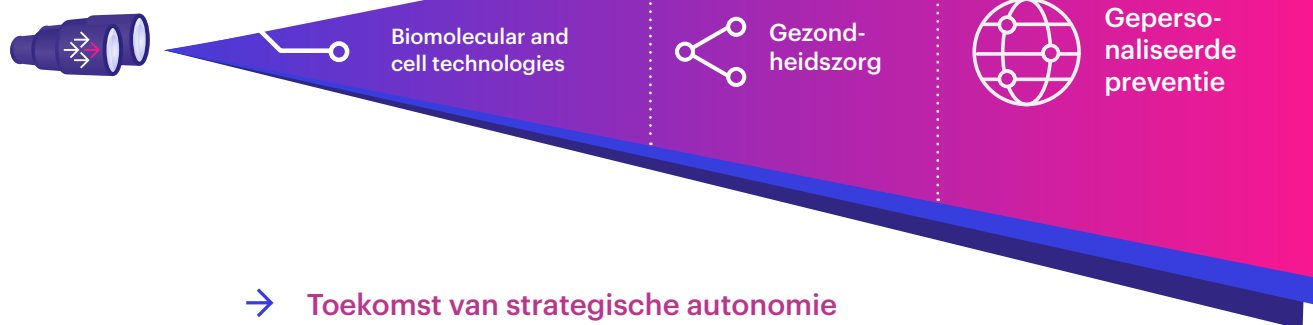 Biomolecular and
cell technologies
Gezond-
heidszorg
Geperso-
naliseerde
preventie
→ Toekomst van strategische autonomie